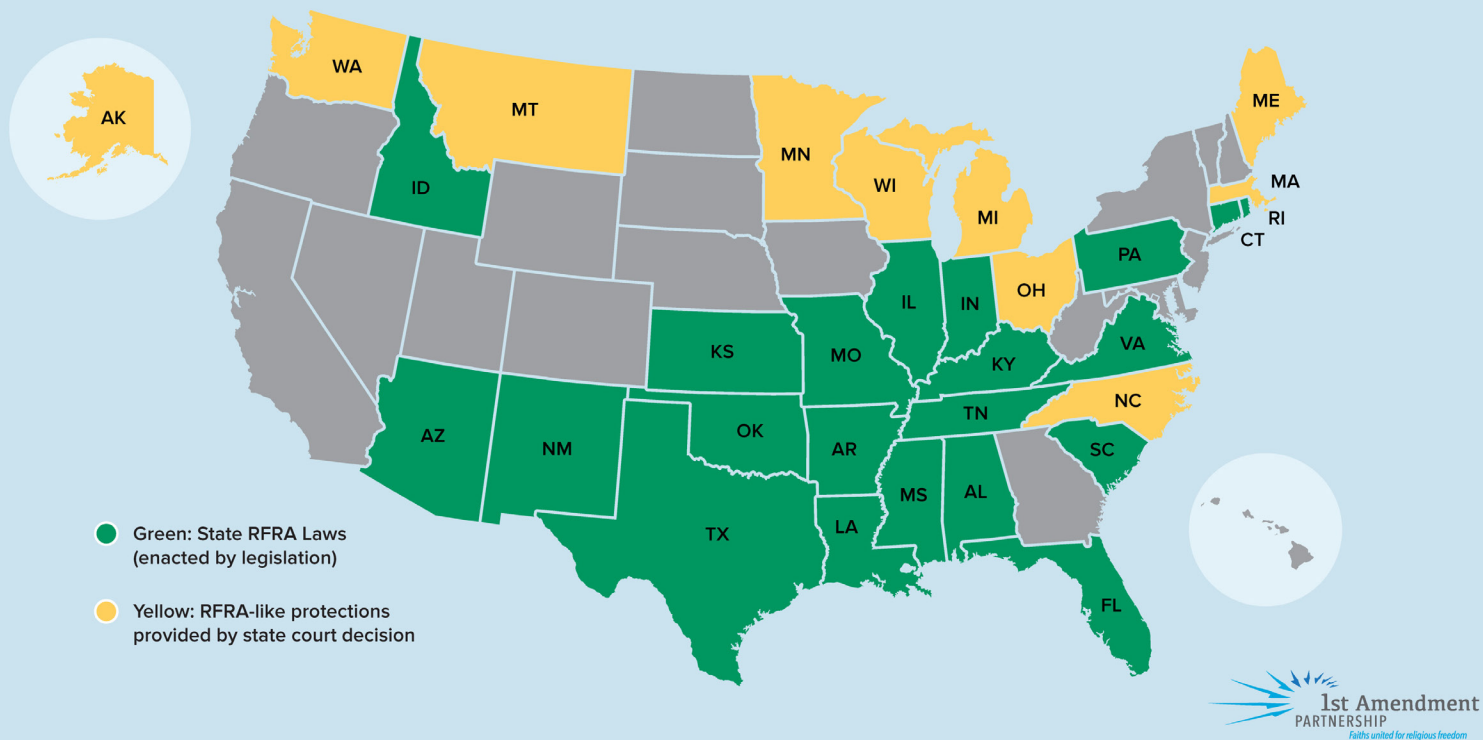 WA
AK
MT
ME
MN
ID
WI
MA
MI
RI
CT
PA
OH
IL
IN
VA
KS
MO
KY
NC
TN
AZ
OK
NM
AR
SC
MS
AL
LA
TX
FL
Green: State RFRA Laws
(enacted by legislation)
Yellow: RFRA-like protections
provided by state court decision
1st Amendment
PARTNERSHIP
Faiths united for religious freedom